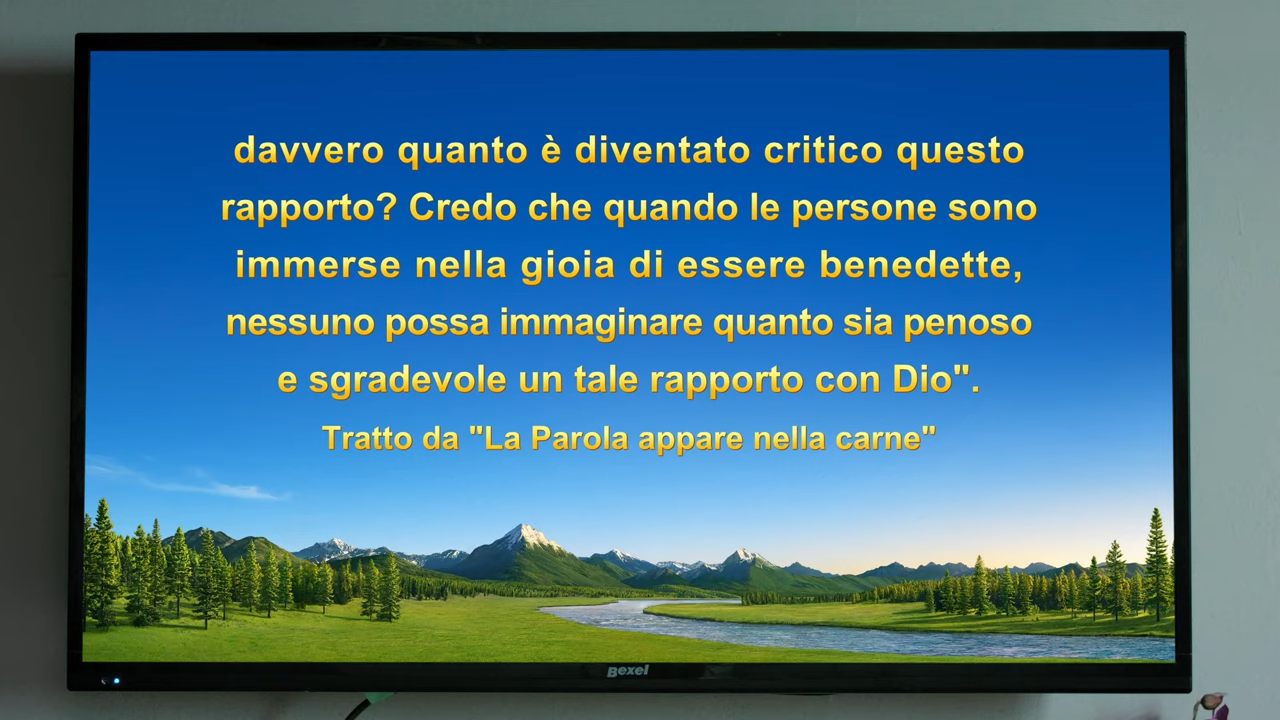 davvero quanto è diventato critico questo
rapporto? Credo che quando le persone sono
immerse nella gioia di essere benedette,
nessuno possa immaginare quanto sia penoso
e sgradevole un tale rapporto con Dio".
Tratto da "La Parola appare nella carne"
Bexel